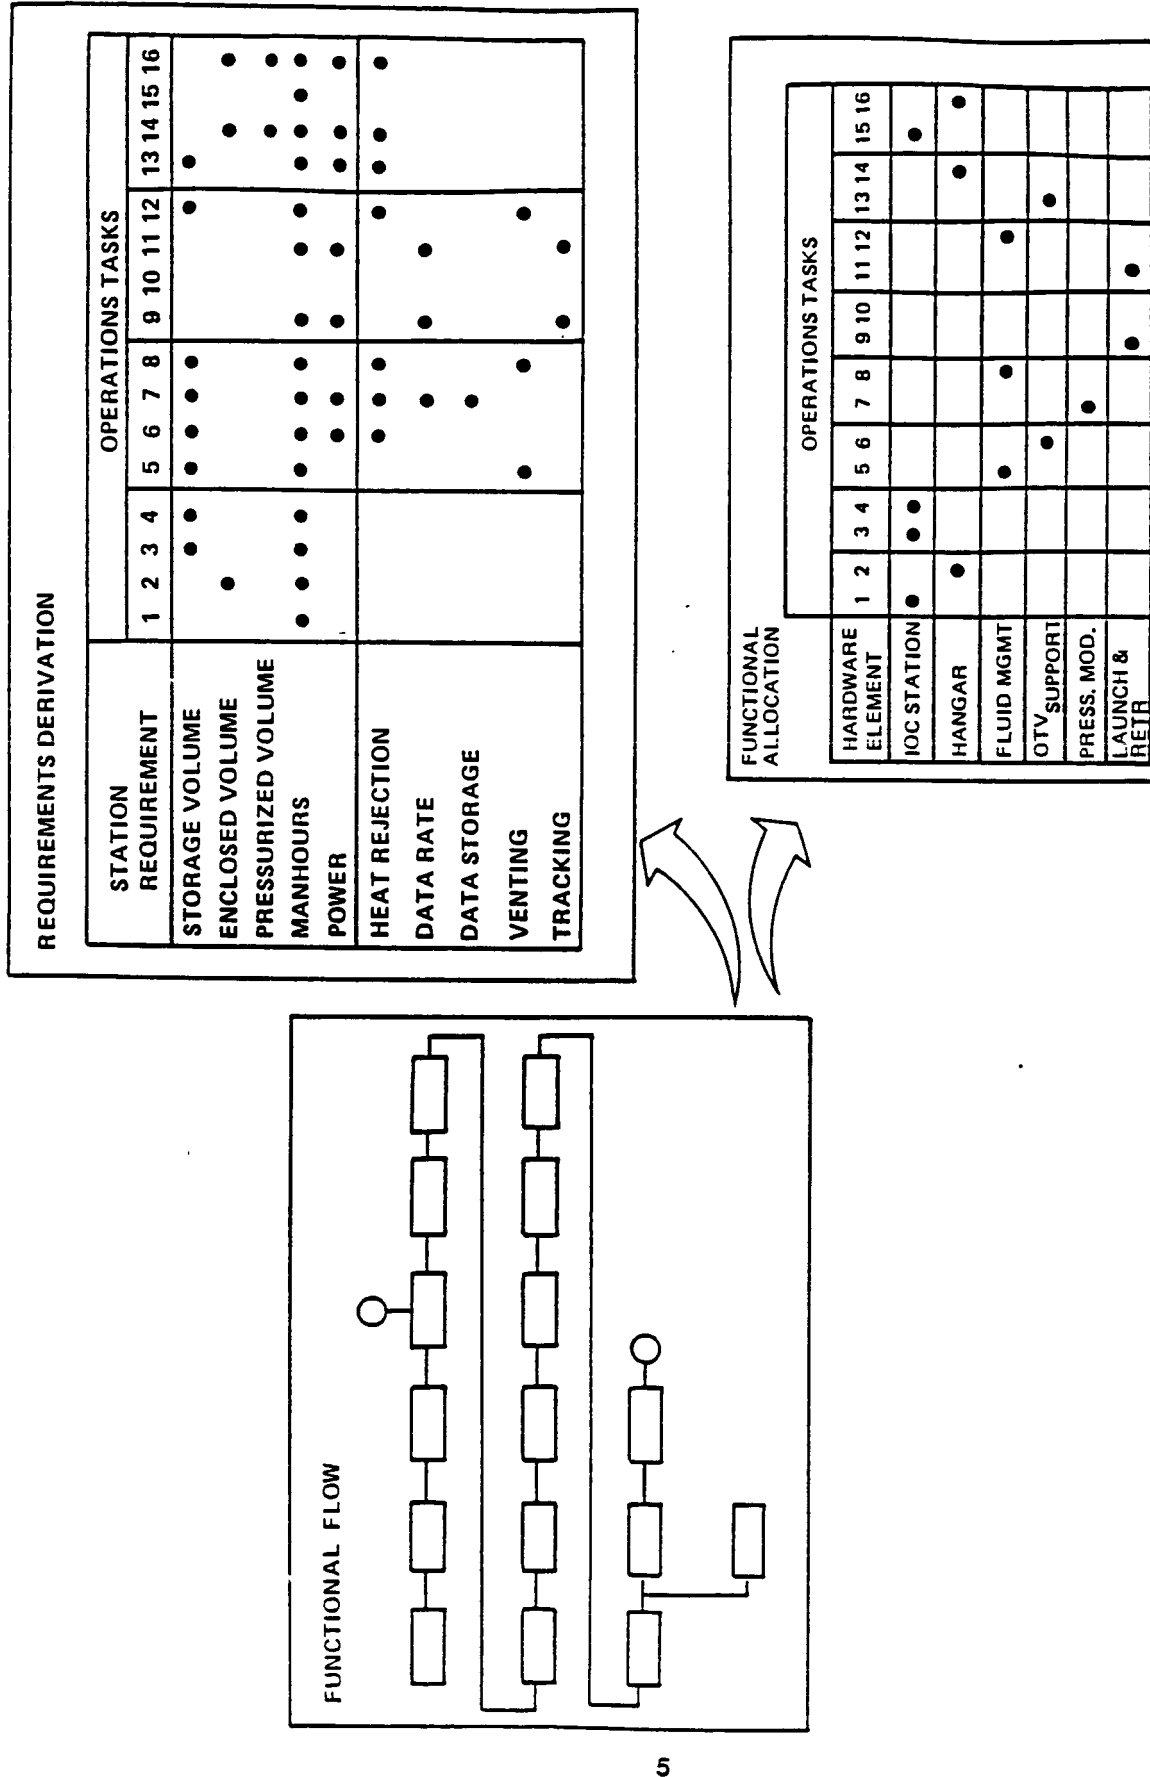 REQUIREMENTS DERIVATION
STATION
REQUIREMENT
OPERATIONS TASKS
1 2 3 4 5 6 7 8 9 10 11 12 13 14 15 16
STORAGE VOLUME
ENCLOSED VOLUME
PRESSURIZED VOLUME
MANHOURS
POWER
HEAT REJECTION
DATA RATE
DATA STORAGE
VENTING
TRACKING
FUNCTIONAL FLOW
FUNCTIONAL
ALLOCATION
HARDWARE
ELEMENT
OPERATIONS TASKS
1 2 3 4 5 6 7 8 9 10 11 12 13 14 15 16
IOC STATION
HANGAR
FLUID MGMT
OTV SUPPORT
PRESS. MOD.
LAUNCH &
RETR
5